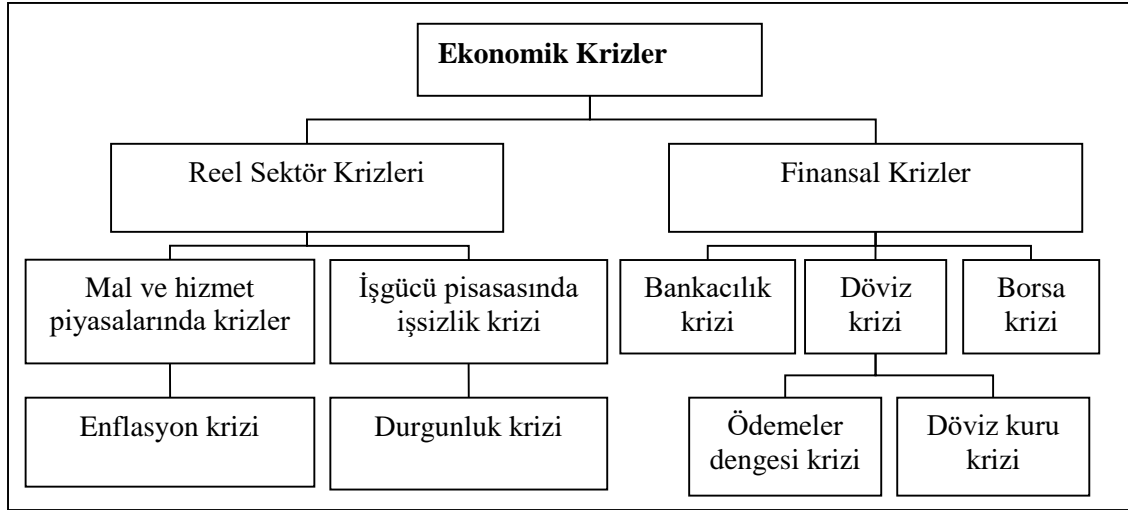 Ekonomik Krizler
Reel Sektör Krizleri
Finansal Krizler
Mal ve hizmet
piyasalarında krizler
İşgücü pisasasında
işsizlik krizi
Bankacılık
krizi
Döviz
krizi
Borsa
krizi
Enflasyon krizi
Durgunluk krizi
Ödemeler
dengesi krizi
Döviz kuru
krizi